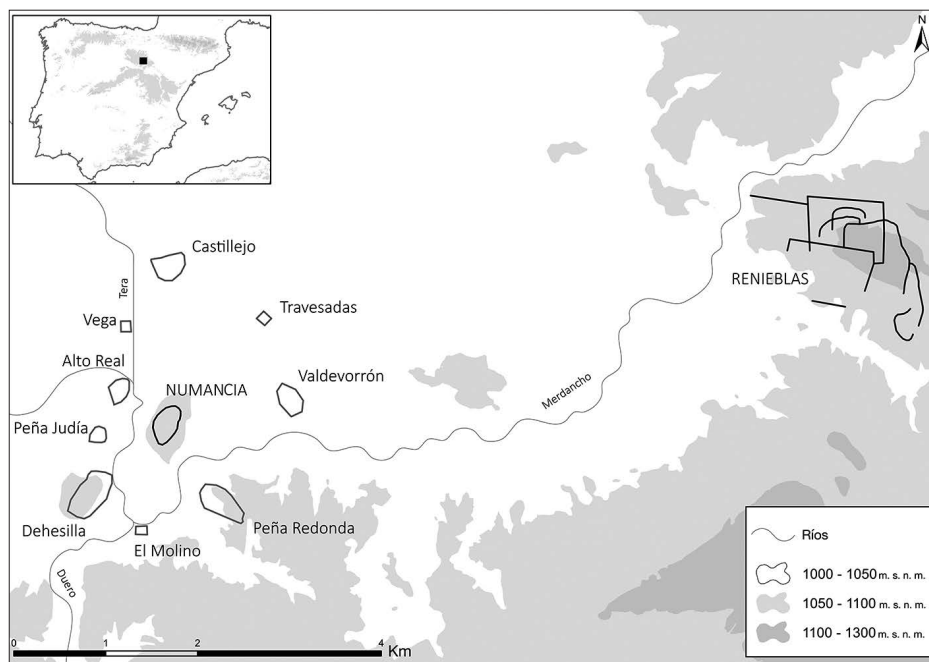 N
Castillejo
Tera
Travesadas
Vega
RENIEBLAS
Alto Real
Valdevorrón
NUMANCIA
Merdancho
Peña Judía
Dehesilla
Peña Redonda
El Molino
Duero
Ríos
1000 - 1050 m. s. n. m.
1050 - 1100 m. s. n. m.
1100 - 1300 m. s. n. m.
0 1 2 4 Km